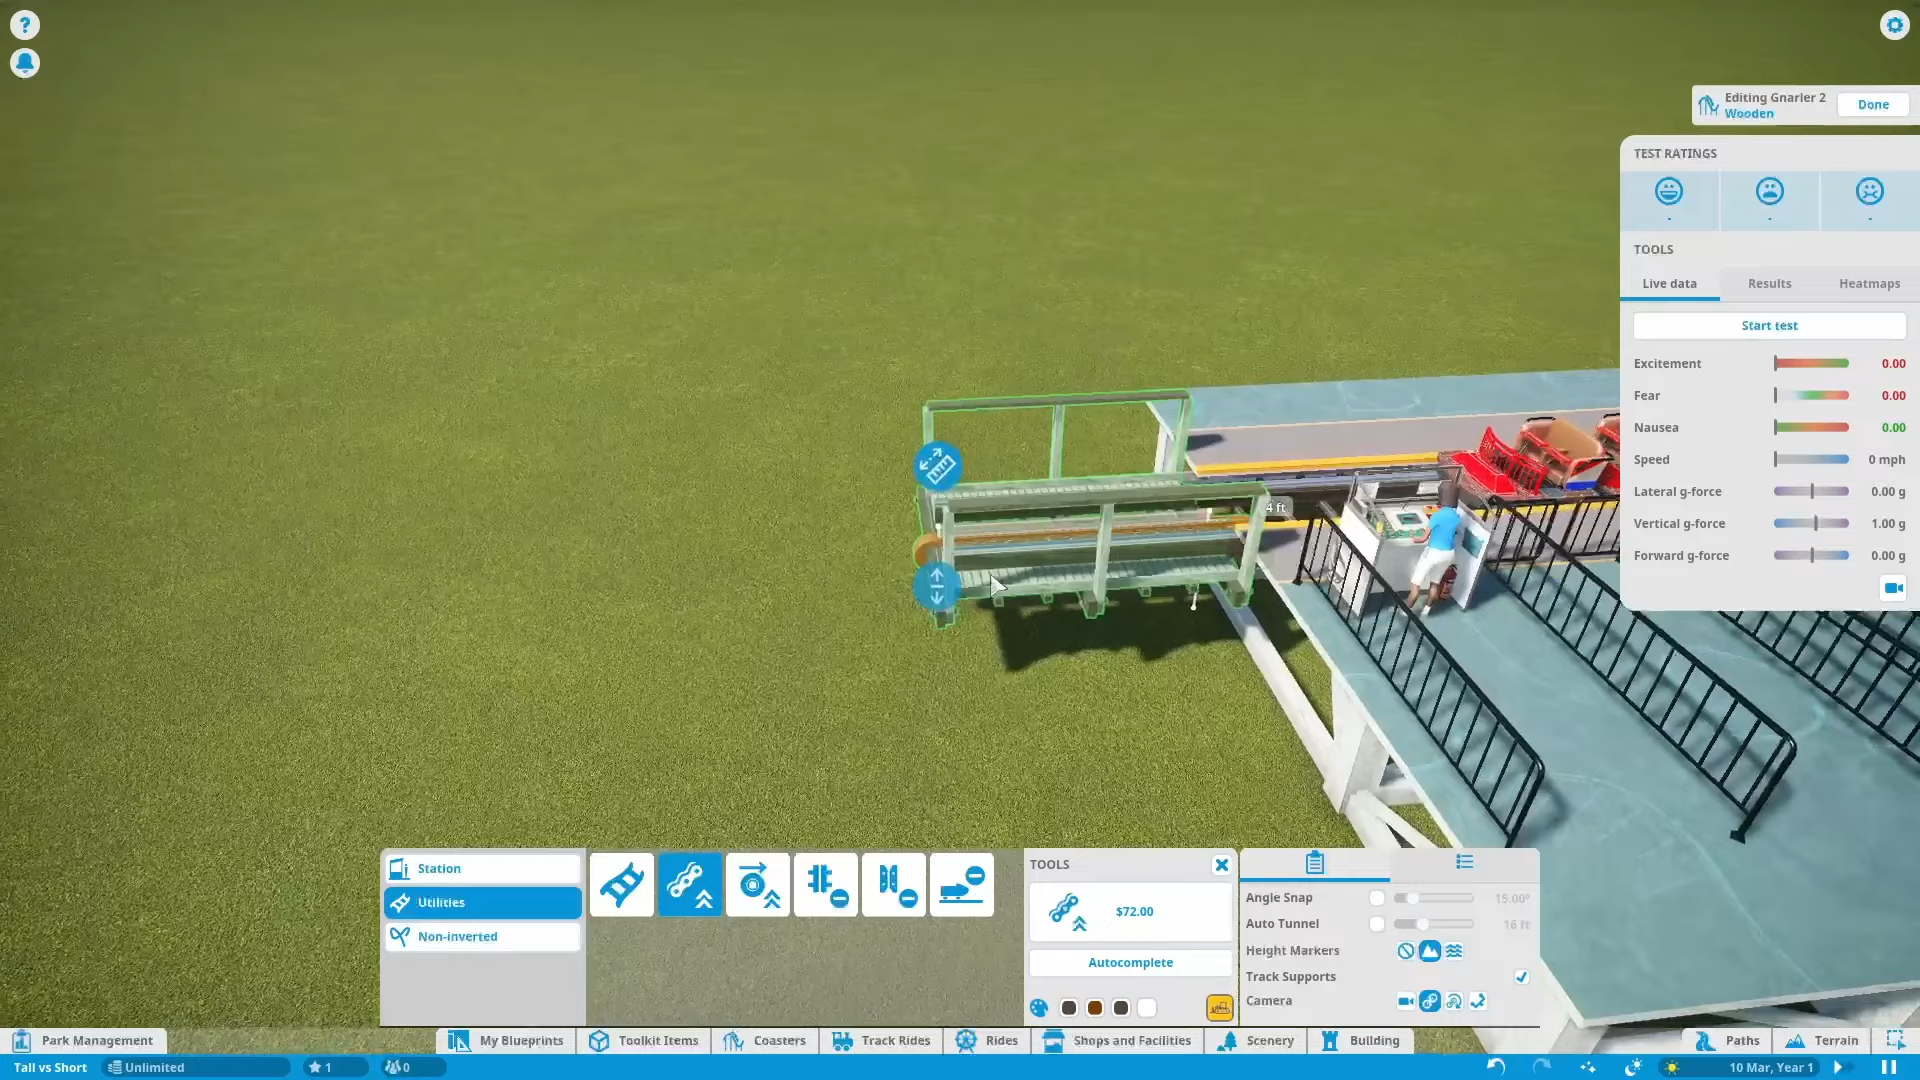 ?
Editing Gnarler 2
Wooden
Done
TEST RATINGS
-
-
-
TOOLS
Live data
Results
Heatmaps
Start test
Excitement
0.00
Fear
0.00
Nausea
0.00
Speed
0 mph
Lateral g-force
0.00 g
Vertical g-force
1.00 g
Forward g-force
0.00 g
4 ft
Station
Utilities
Non-inverted
TOOLS
$72.00
Autocomplete
Angle Snap
15.00°
Auto Tunnel
16 ft
Height Markers
Track Supports
Camera
Park Management
My Blueprints
Toolkit Items
Coasters
Track Rides
Rides
Shops and Facilities
Scenery
Building
Paths
Terrain
Tall vs Short
Unlimited
1
0
10 Mar, Year 1